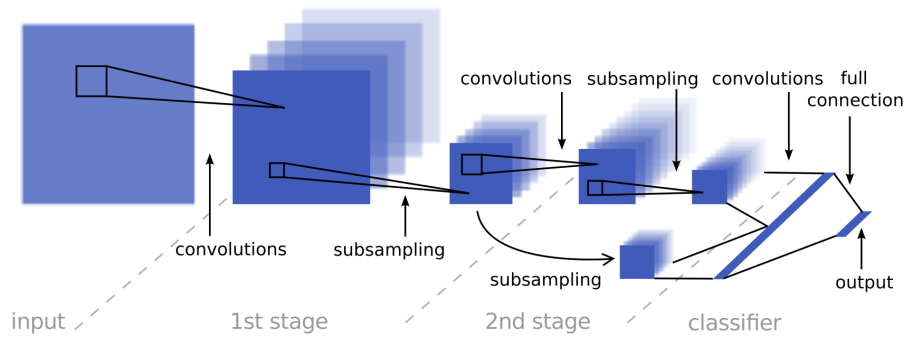 convolutions
subsampling
convolutions
full
connection
convolutions
subsampling
subsampling
output
input
1st stage
2nd stage
classifier